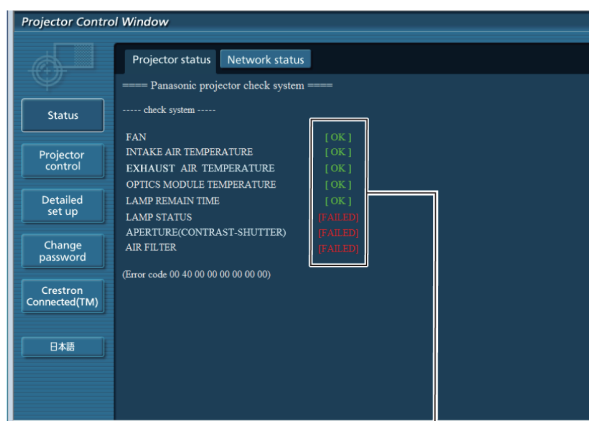 Projector Control Window
Projector status Network status
==== Panasonic projector check system ====
----- check system -----
FAN [ OK ]
INTAKE AIR TEMPERATURE [ OK ]
EXHAUST AIR TEMPERATURE [ OK ]
OPTICS MODULE TEMPERATURE [ OK ]
LAMP REMAIN TIME [ OK ]
LAMP STATUS [FAILED]
APERTURE(CONTRAST-SHUTTER) [FAILED]
AIR FILTER [FAILED]
(Error code 00 40 00 00 00 00 00 00)
Status
Projector
control
Detailed
set up
Change
password
Crestron
Connected(TM)
日本語